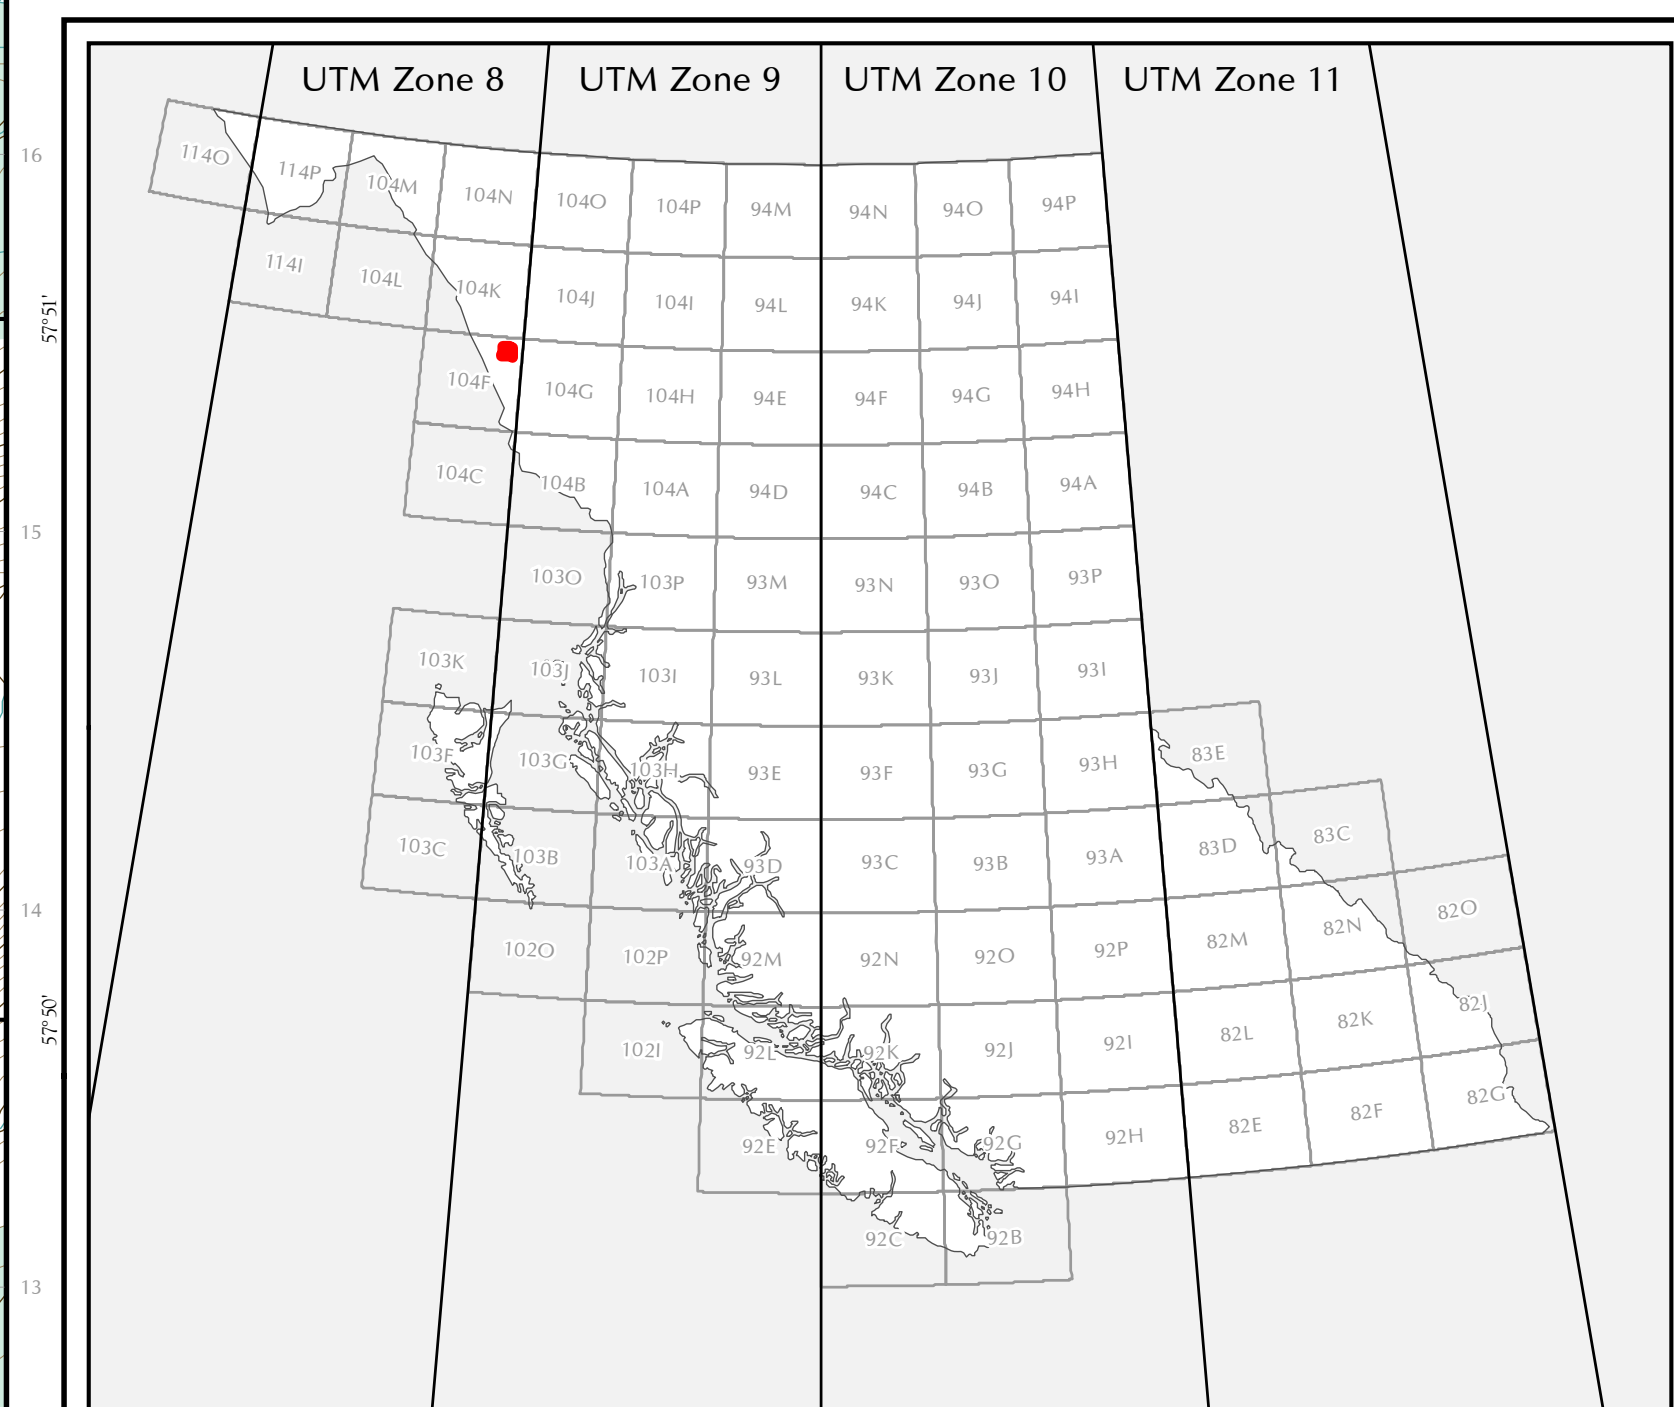 UTM Zone 8 UTM Zone 9 UTM Zone 10 UTM Zone 11
16
114O 114P 104M 104N 104O 104P 94M 94N 94O 94P
114I 104L 104K 104J 104I 94L 94K 94J 94I
57°51'
104F 104G 104H 94E 94F 94G 94H
104C 104B 104A 94D 94C 94B 94A
15
103O 103P 93M 93N 93O 93P
103K 103J 103I 93L 93K 93J 93I
103F 103G 103H 93E 93F 93G 93H 83E
103C 103B 103A 93D 93C 93B 93A 83D 83C
14
102O 102P 92M 92N 92O 92P 82M 82N 82O
57°50'
102I 92L 92K 92J 92I 82L 82K 82J
92E 92F 92G 92H 82E 82F 82G
92C 92B
13